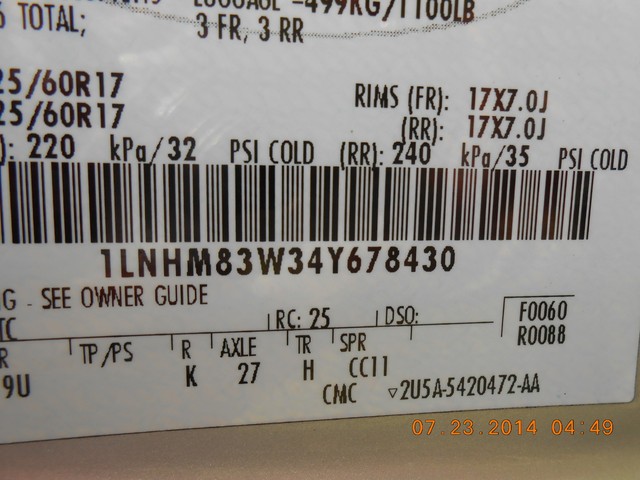 -499KG/1100LB
6 TOTAL; 3 FR, 3 RR
25/60R17 RIMS (FR): 17X7.0J
25/60R17 (RR): 17X7.0J
): 220 kPa/32 PSI COLD (RR): 240 kPa/35 PSI COLD
1LNHM83W34Y678430
G - SEE OWNER GUIDE
TC RC: 25 DSO: F0060
R TP/PS R AXLE TR SPR R0088
9U K 27 H CC11
CMC ▽2U5A-5420472-AA
07.23.2014 04:49